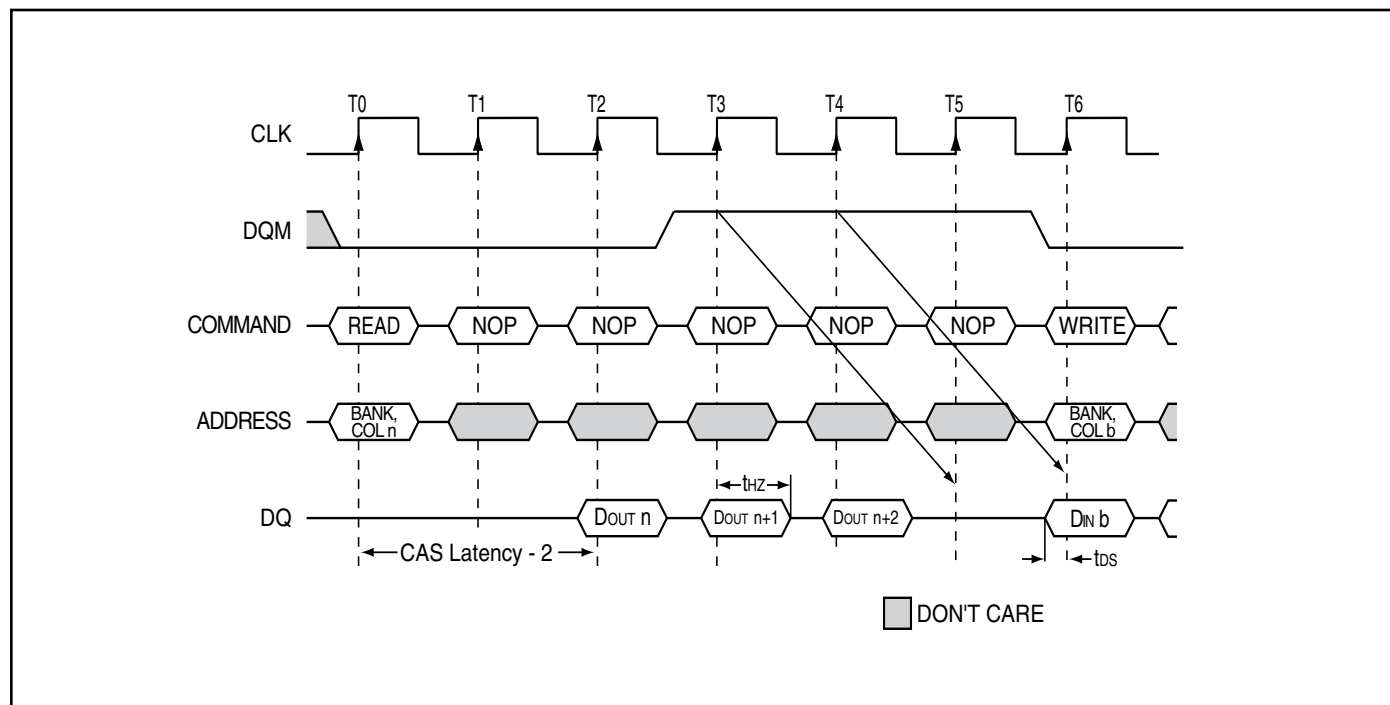 T0 T1 T2 T3 T4 T5 T6
CLK
DQM
COMMAND READ NOP NOP NOP NOP NOP WRITE
ADDRESS BANK, COL n BANK, COL b
tHZ
DQ DOUT n DOUT n+1 DOUT n+2 DIN b
CAS Latency - 2 tDS
DON'T CARE